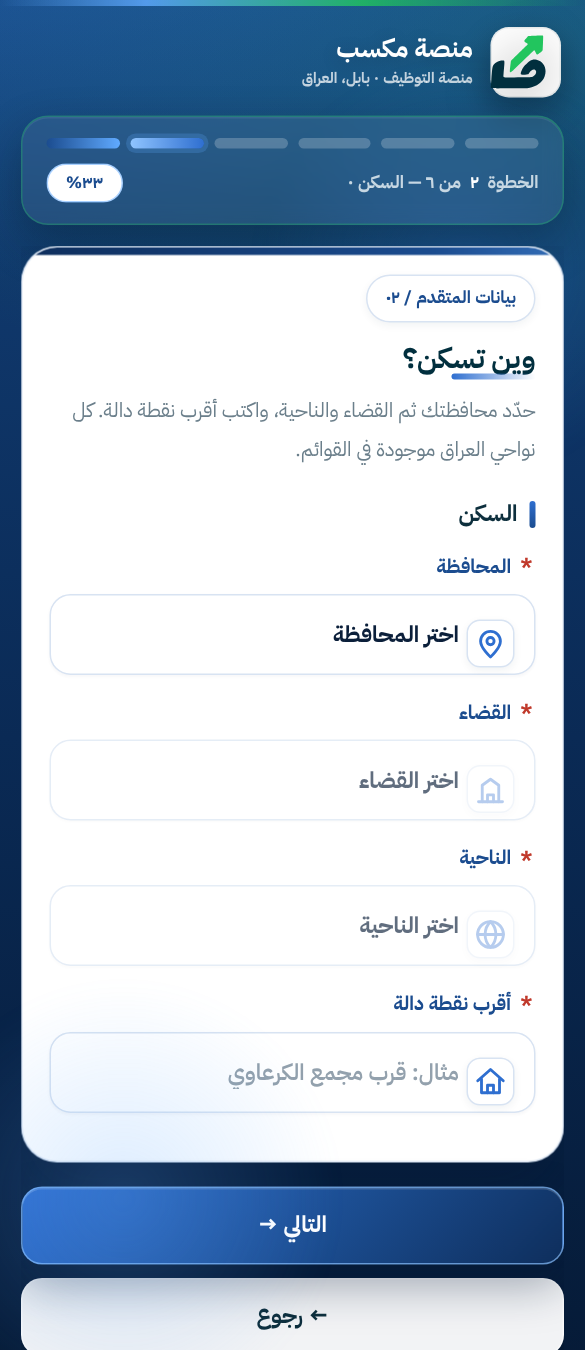 منصة مكسب
منصة التوظيف · بابل، العراق
الخطوة ٢ من ٦ — السكن ·
٣٣%
بيانات المتقدم / ٠٢
وين تسكن؟
حدّد محافظتك ثم القضاء والناحية، واكتب أقرب نقطة دالة. كل
نواحي العراق موجودة في القوائم.
السكن
* المحافظة
اختر المحافظة
* القضاء
اختر القضاء
* الناحية
اختر الناحية
* أقرب نقطة دالة
مثال: قرب مجمع الكرعاوي
التالي →
← رجوع